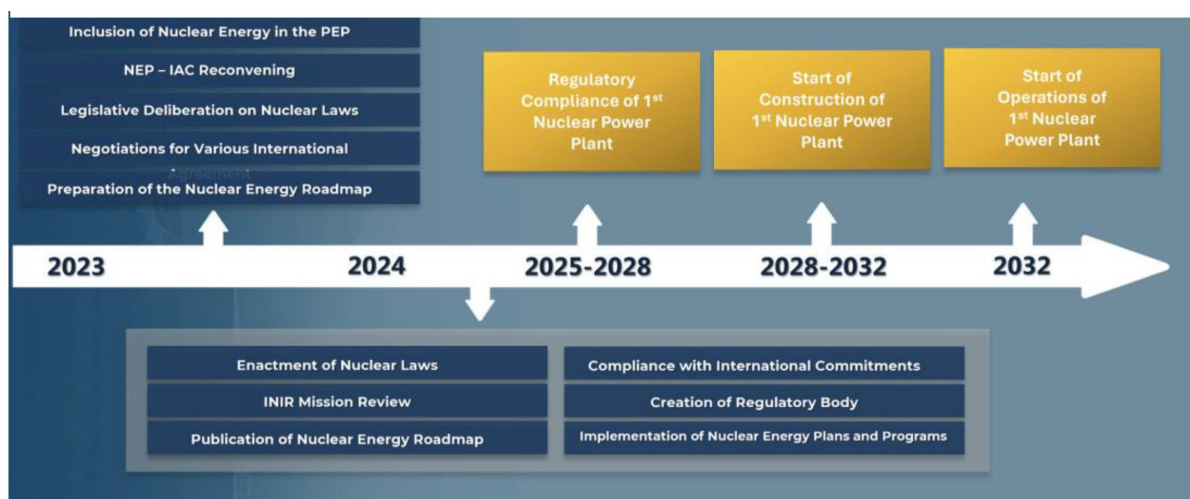 Inclusion of Nuclear Energy in the PEP
NEP – IAC Reconvening
Legislative Deliberation on Nuclear Laws
Negotiations for Various International
Agreement
Preparation of the Nuclear Energy Roadmap
Regulatory
Compliance of 1st
Nuclear Power
Plant
Start of
Construction of
1st Nuclear Power
Plant
Start of
Operations of
1st Nuclear
Power Plant
2023
2024
2025-2028
2028-2032
2032
Enactment of Nuclear Laws
INIR Mission Review
Publication of Nuclear Energy Roadmap
Compliance with International Commitments
Creation of Regulatory Body
Implementation of Nuclear Energy Plans and Programs